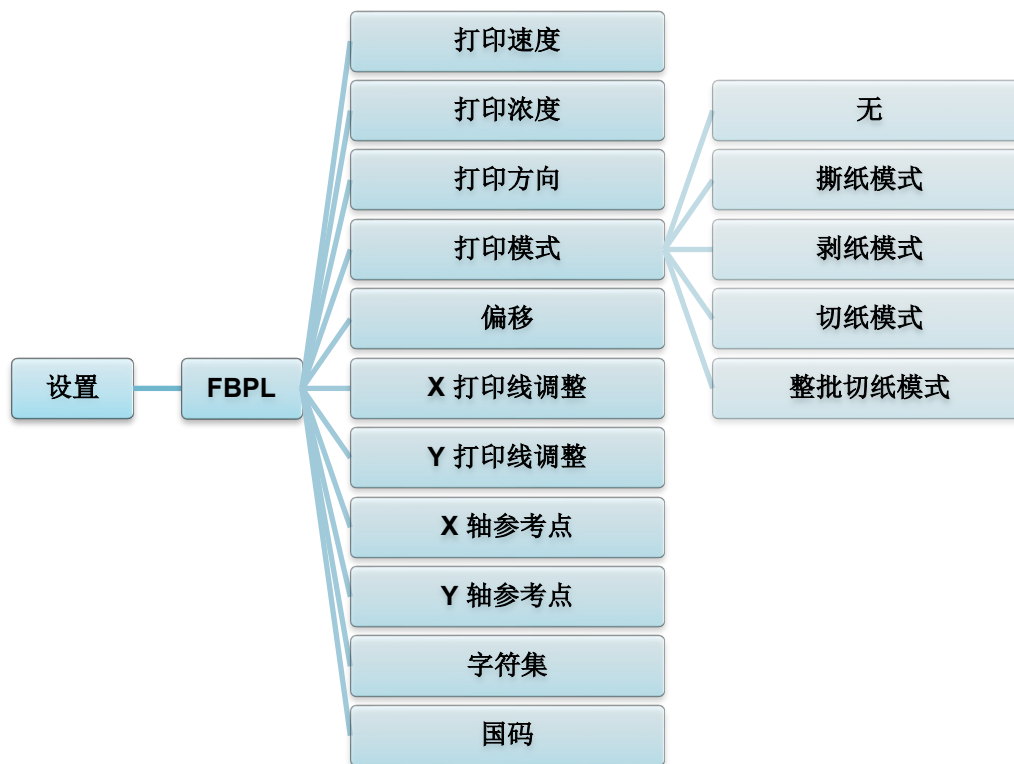 设置
FBPL
打印速度
打印浓度
打印方向
打印模式
偏移
X 打印线调整
Y 打印线调整
X 轴参考点
Y 轴参考点
字符集
国码
无
撕纸模式
剥纸模式
切纸模式
整批切纸模式